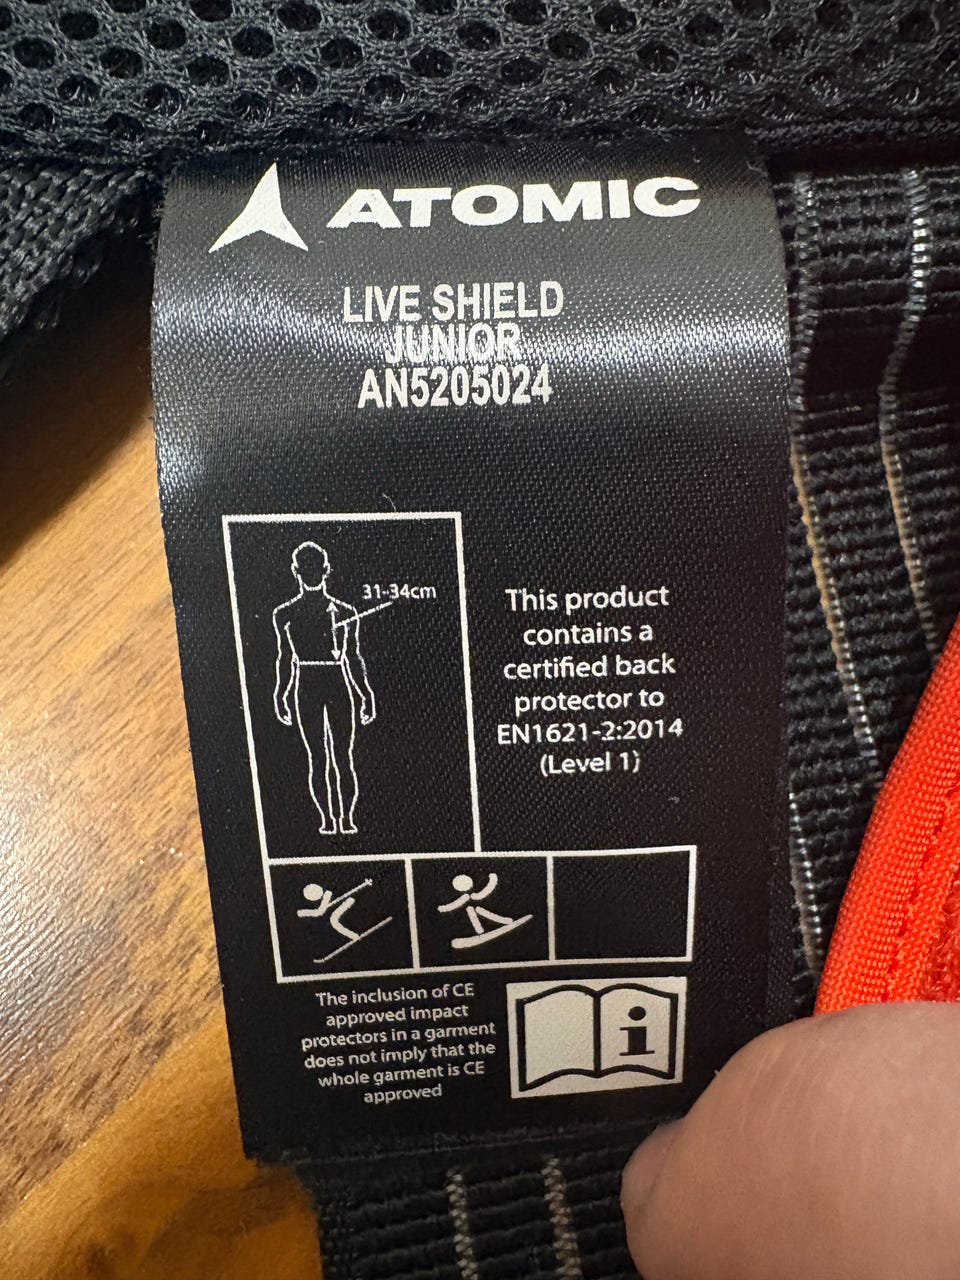 ATOMIC
LIVE SHIELD
JUNIOR
AN5205024
31-34cm
This product
contains a
certified back
protector to
EN1621-2:2014
(Level 1)
The inclusion of CE
approved impact
protectors in a garment
does not imply that the
whole garment is CE
approved
i